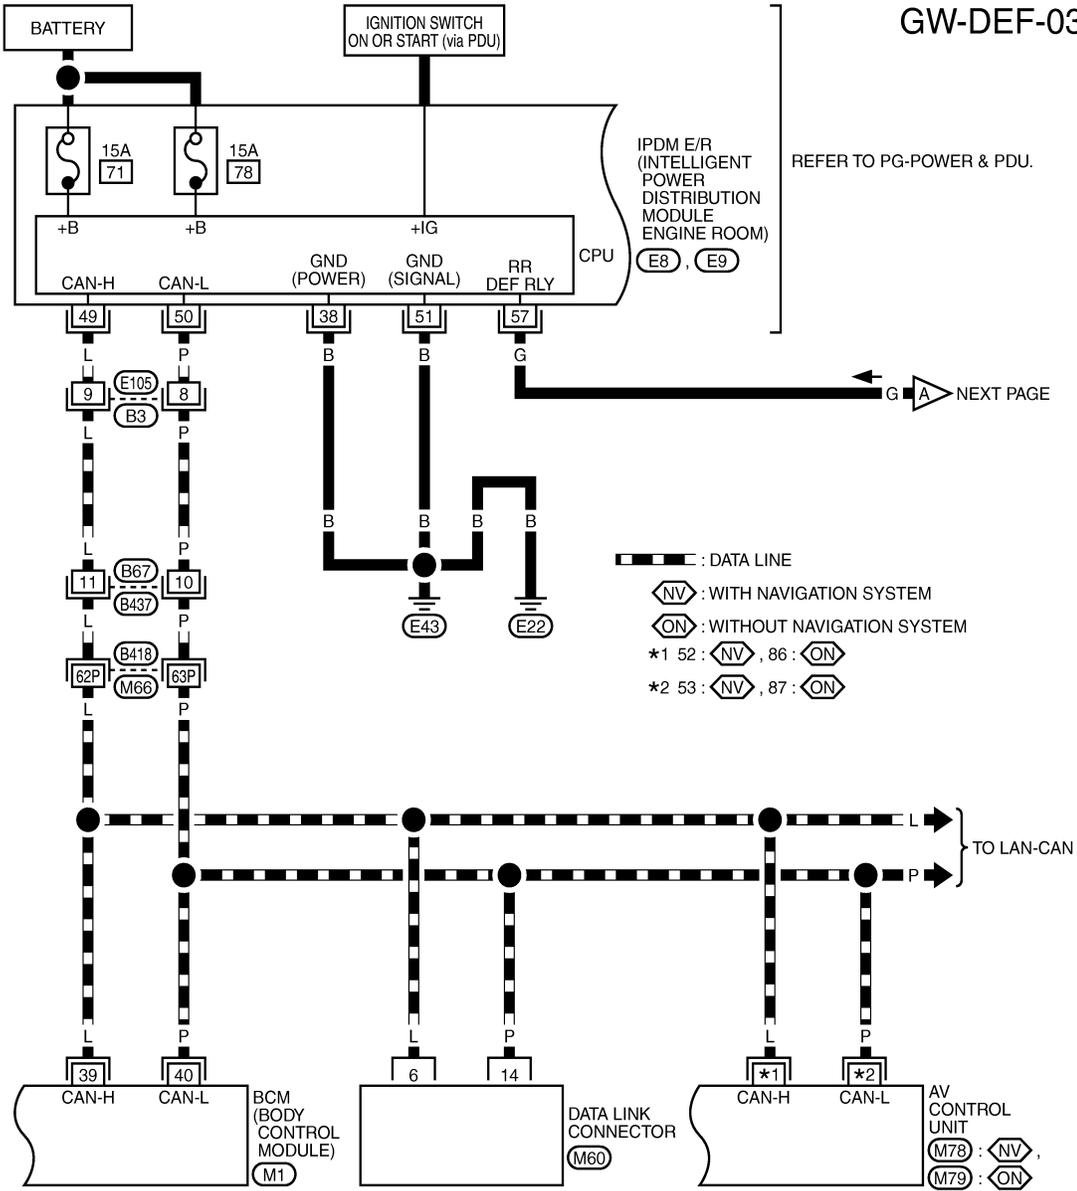 GW-DEF-03
BATTERY
IGNITION SWITCH
ON OR START (via PDU)
15A
71
15A
78
IPDM E/R
(INTELLIGENT
POWER
DISTRIBUTION
MODULE
ENGINE ROOM)
E8 , E9
REFER TO PG-POWER & PDU.
+B
+B
+IG
CPU
CAN-H
CAN-L
GND
(POWER)
GND
(SIGNAL)
RR
DEF RLY
49
50
38
51
57
L
P
B
B
G
9
E105
8
B3
G
A
NEXT PAGE
L
P
B
B
B
B
L
P
11
B67
10
B437
E43
E22
: DATA LINE
NV : WITH NAVIGATION SYSTEM
ON : WITHOUT NAVIGATION SYSTEM
*1 52 : NV , 86 : ON
*2 53 : NV , 87 : ON
L
P
62P
B418
63P
M66
L
P
L
P
TO LAN-CAN
L
P
L
P
L
P
39
40
6
14
*1
*2
CAN-H
CAN-L
BCM
(BODY
CONTROL
MODULE)
M1
DATA LINK
CONNECTOR
M60
CAN-H
CAN-L
AV
CONTROL
UNIT
M78 : NV ,
M79 : ON